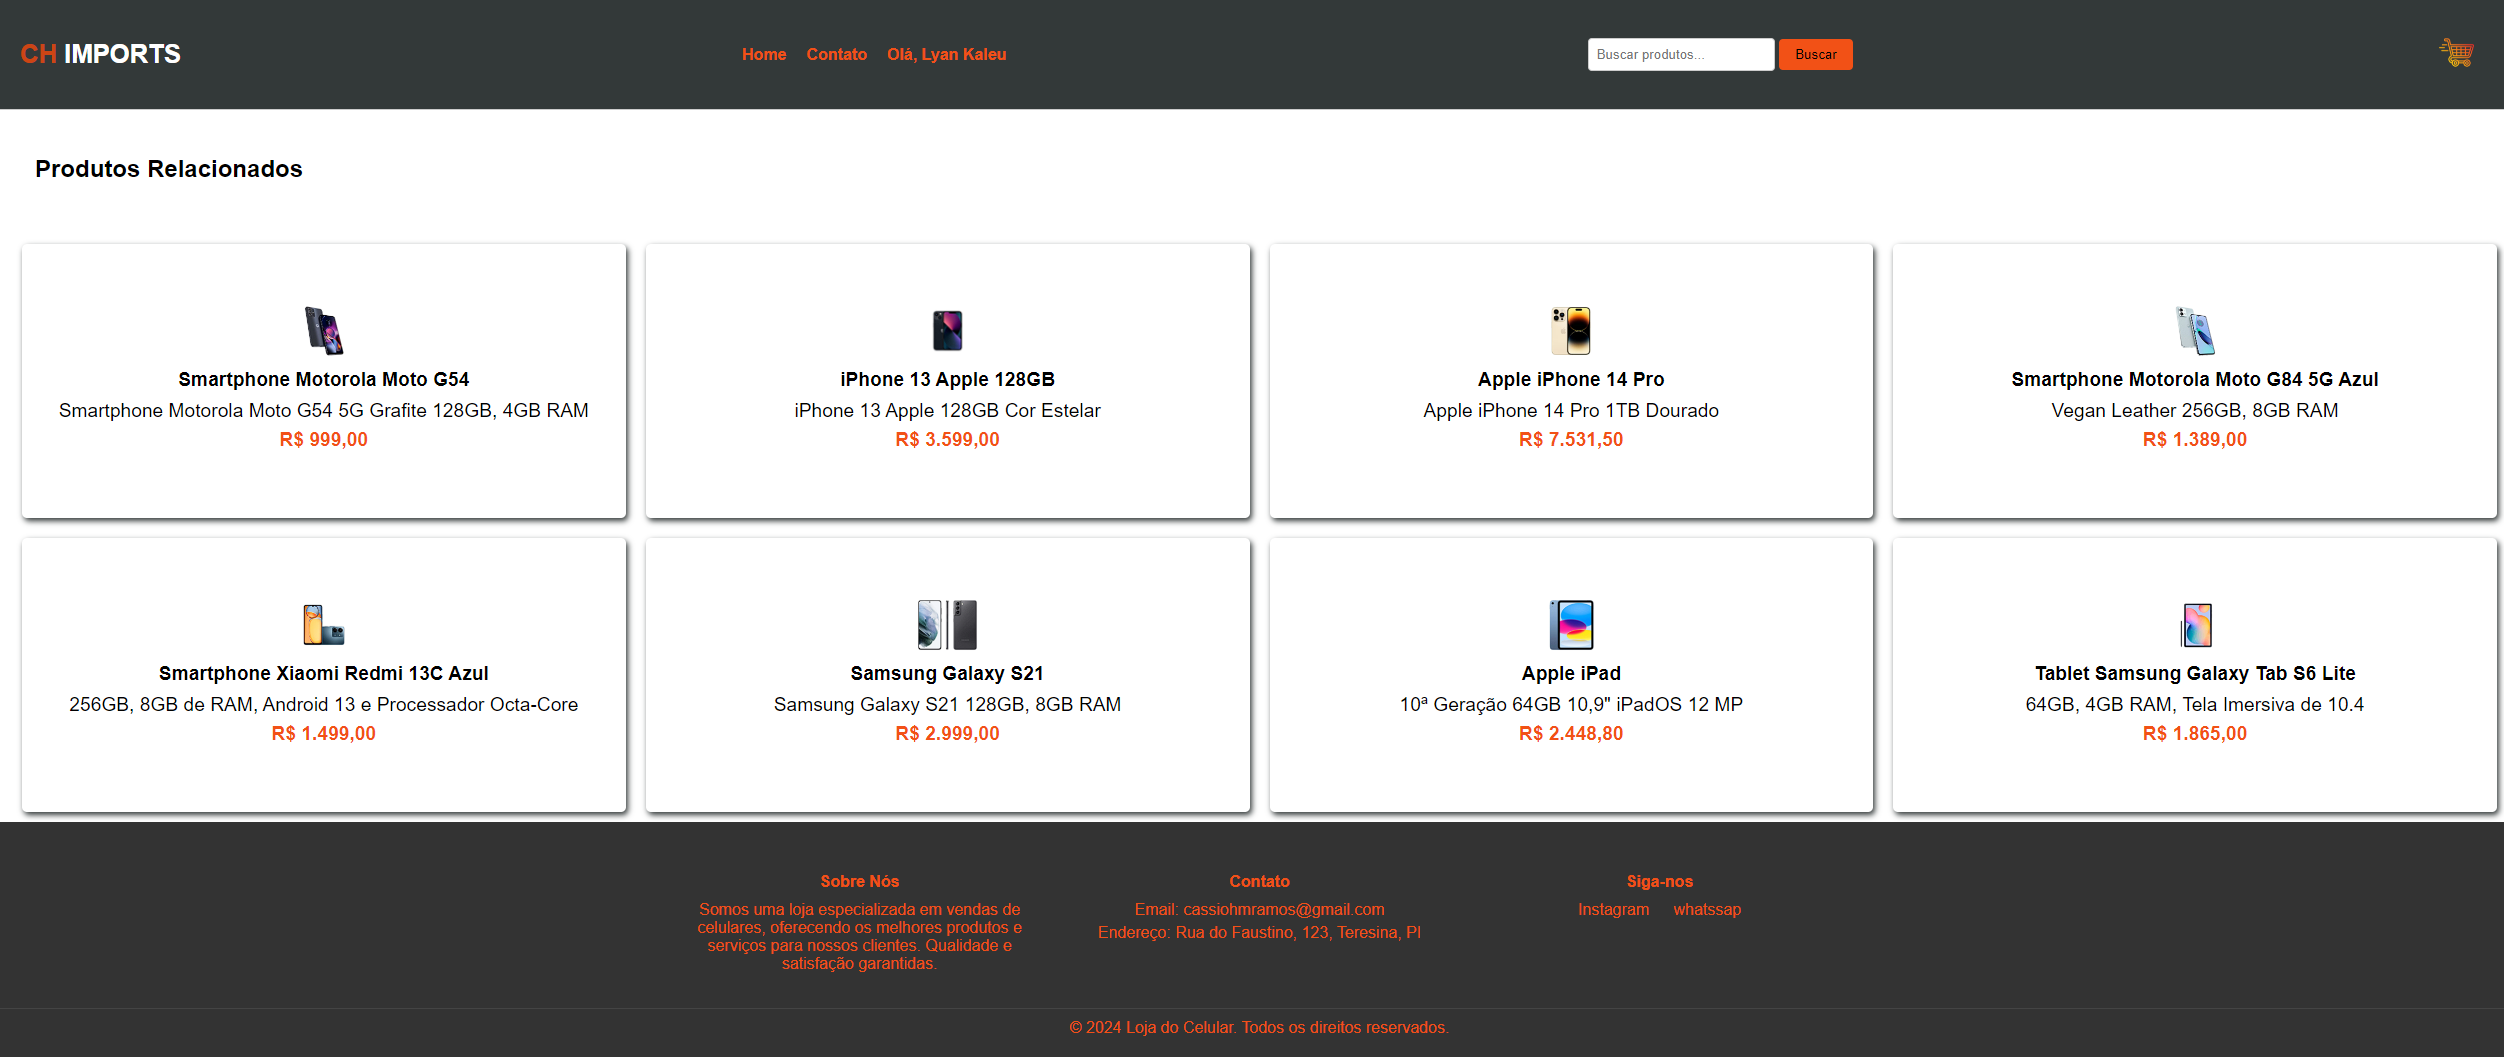 CH IMPORTS
Home Contato Olá, Lyan Kaleu
Buscar produtos... Buscar
Produtos Relacionados
Smartphone Motorola Moto G54
Smartphone Motorola Moto G54 5G Grafite 128GB, 4GB RAM
R$ 999,00
iPhone 13 Apple 128GB
iPhone 13 Apple 128GB Cor Estelar
R$ 3.599,00
Apple iPhone 14 Pro
Apple iPhone 14 Pro 1TB Dourado
R$ 7.531,50
Smartphone Motorola Moto G84 5G Azul
Vegan Leather 256GB, 8GB RAM
R$ 1.389,00
Smartphone Xiaomi Redmi 13C Azul
256GB, 8GB de RAM, Android 13 e Processador Octa-Core
R$ 1.499,00
Samsung Galaxy S21
Samsung Galaxy S21 128GB, 8GB RAM
R$ 2.999,00
Apple iPad
10ª Geração 64GB 10,9" iPadOS 12 MP
R$ 2.448,80
Tablet Samsung Galaxy Tab S6 Lite
64GB, 4GB RAM, Tela Imersiva de 10.4
R$ 1.865,00
Sobre Nós
Somos uma loja especializada em vendas de
celulares, oferecendo os melhores produtos e
serviços para nossos clientes. Qualidade e
satisfação garantidas.
Contato
Email: cassiohmramos@gmail.com
Endereço: Rua do Faustino, 123, Teresina, PI
Siga-nos
Instagram whatssap
© 2024 Loja do Celular. Todos os direitos reservados.